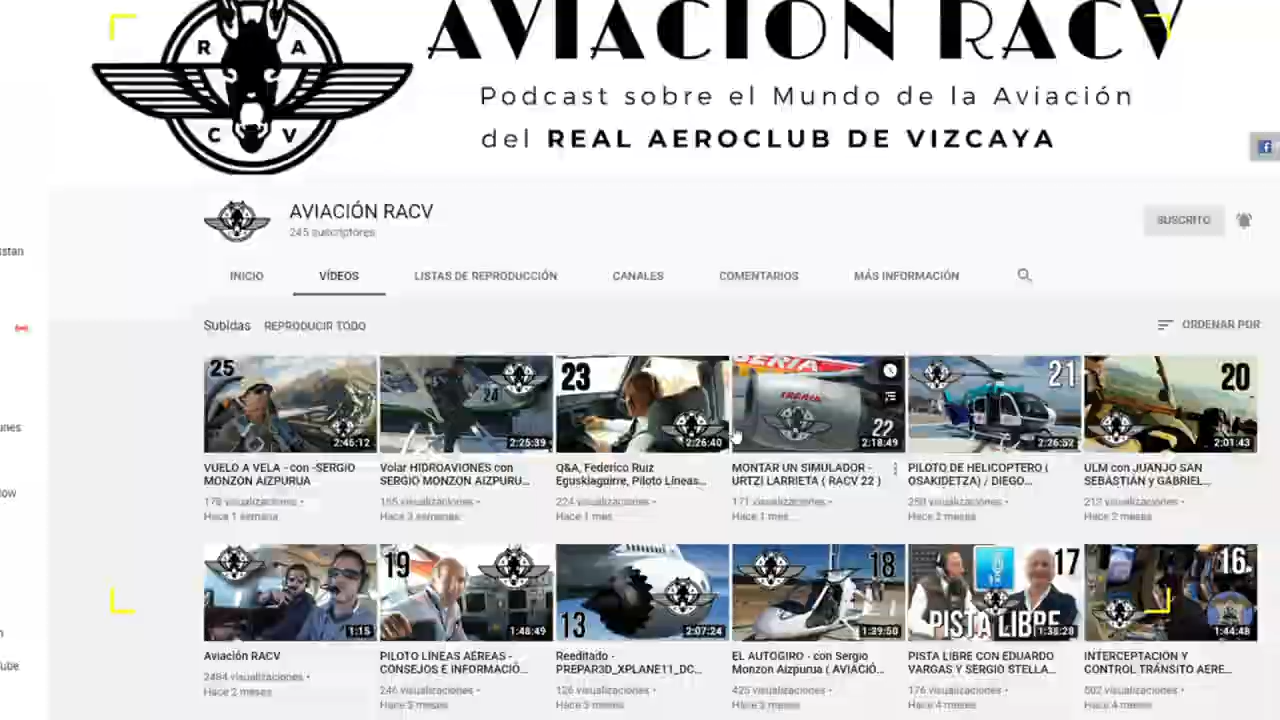 AVIACIÓN RACV
R A
C V
Podcast sobre el Mundo de la Aviación
del REAL AEROCLUB DE VIZCAYA
AVIACIÓN RACV
245 suscriptores
SUSCRITO
INICIO VÍDEOS LISTAS DE REPRODUCCIÓN CANALES COMENTARIOS MÁS INFORMACIÓN
Subidas REPRODUCIR TODO
ORDENAR POR
25 24 23 IBERIA 22 21 20
2:45:12 2:25:39 2:26:40 2:18:49 2:26:52 2:01:43
VUELO A VELA - con -SERGIO
MONZON AIZPURUA
178 visualizaciones •
Hace 1 semana
Volar HIDROAVIONES con
SERGIO MONZON AIZPURU...
visualizaciones •
Hace 3 semanas
Q&A, Federico Ruiz
Eguskiaguirre, Piloto Líneas...
224 visualizaciones •
Hace 1 mes
MONTAR UN SIMULADOR -
URTZI LARRIETA ( RACV 22 )
171 visualizaciones •
Hace 1 mes
PILOTO DE HELICOPTERO (
OSAKIDETZA) / DIEGO...
visualizaciones •
Hace 2 meses
ULM con JUANJO SAN
SEBASTIÁN y GABRIEL...
visualizaciones •
Hace 2 meses
19 13 18 17 PISTA LIBRE 16
1:15 1:48:49 2:07:24 1:39:50 1:38:28 1:44:48
Aviación RACV
2484 visualizaciones •
Hace 2 meses
PILOTO LÍNEAS AÉREAS -
CONSEJOS E INFORMACIÓ...
246 visualizaciones •
Hace 3 meses
Reeditado -
PREPAR3D_XPLANE11_DC...
126 visualizaciones •
Hace 3 meses
EL AUTOGIRO - con Sergio
Monzon Aizpurua ( AVIACIÓ...
425 visualizaciones •
Hace 3 meses
PISTA LIBRE CON EDUARDO
VARGAS Y SERGIO STELLA...
176 visualizaciones •
Hace 4 meses
INTERCEPTACION Y
CONTROL TRÁNSITO AERE...
502 visualizaciones •
Hace 4 meses